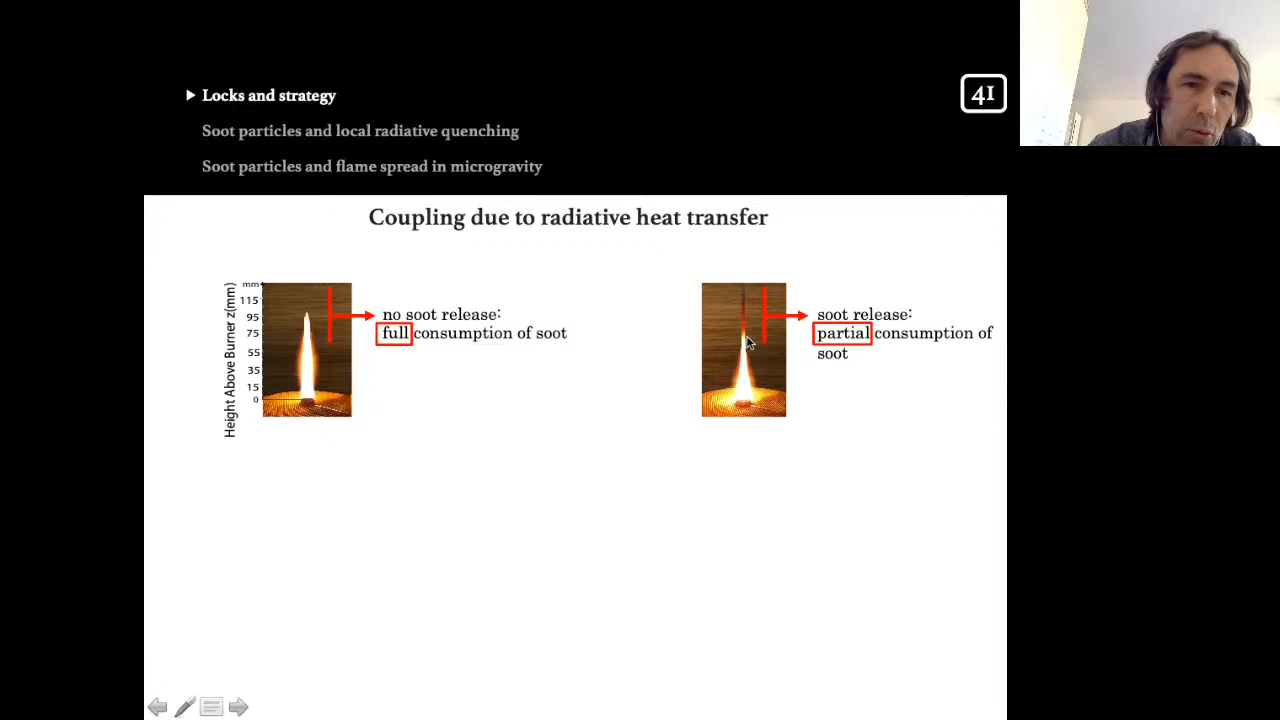 ▶ Locks and strategy
41
Soot particles and local radiative quenching
Soot particles and flame spread in microgravity
Coupling due to radiative heat transfer
Height Above Burner z(mm)
mm
115
95
75
55
35
15
0
no soot release:
full consumption of soot
soot release:
partial consumption of
soot